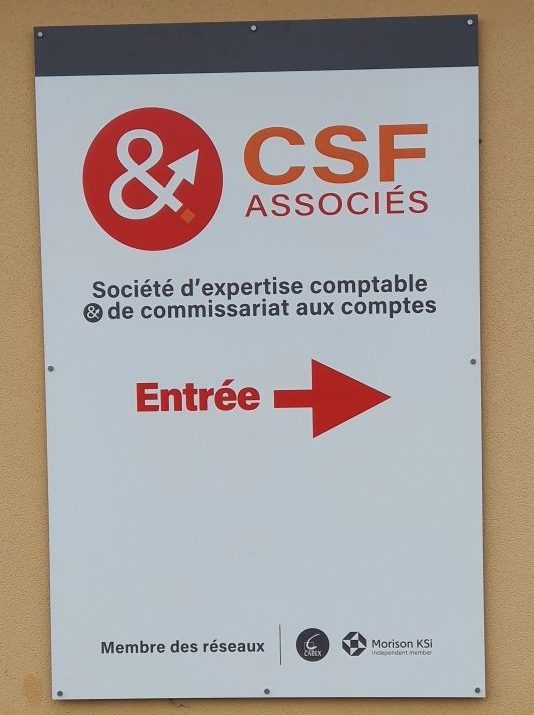 &
CSF
ASSOCIÉS
Société d'expertise comptable
& de commissariat aux comptes
Entrée
Membre des réseaux
CABEX
Morison KSi
Independent member